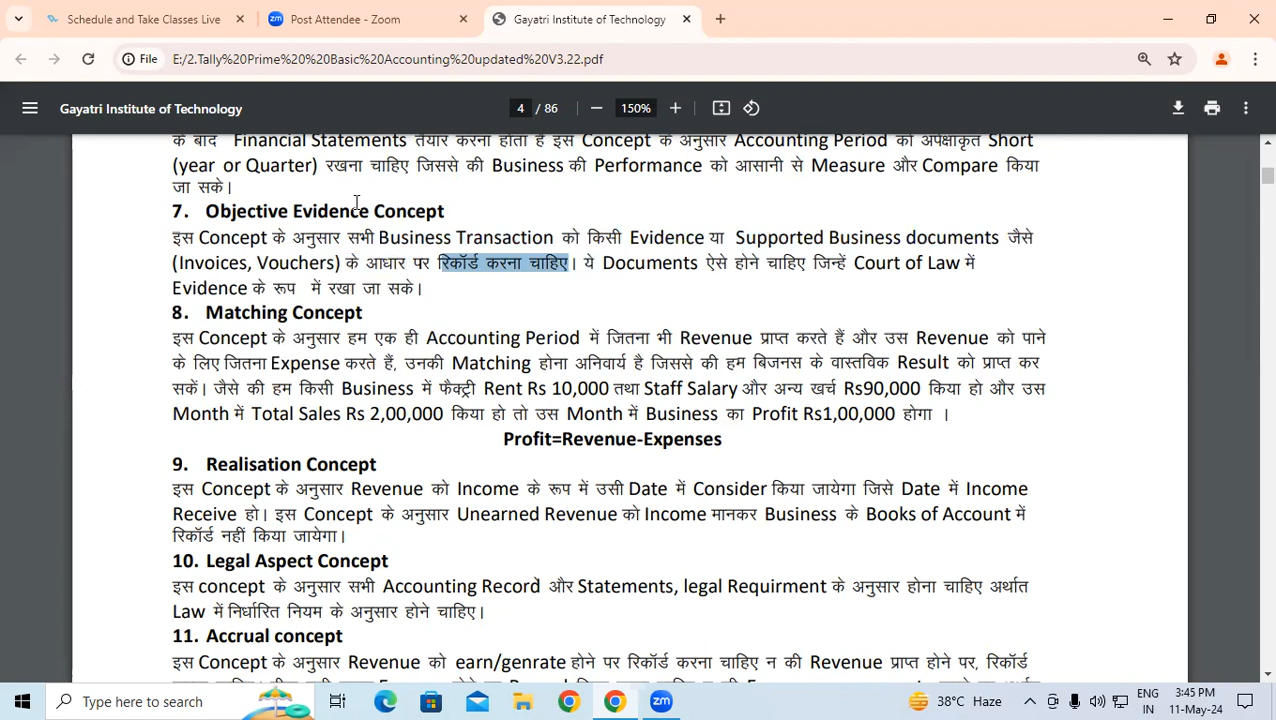 Schedule and Take Classes Live
Post Attendee - Zoom
Gayatri Institute of Technology
File
E:/2.Tally%20Prime%20%20Basic%20Accounting%20updated%20V3.22.pdf
Gayatri Institute of Technology
4 / 86
150%
के बाद Financial Statements तैयार करना होता है इस Concept के अनुसार Accounting Period को अपेक्षाकृत Short
(year or Quarter) रखना चाहिए जिससे की Business की Performance को आसानी से Measure और Compare किया
जा सके।
7. Objective Evidence Concept
इस Concept के अनुसार सभी Business Transaction को किसी Evidence या Supported Business documents जैसे
(Invoices, Vouchers) के आधार पर रिकॉर्ड करना चाहिए। ये Documents ऐसे होने चाहिए जिन्हें Court of Law में
Evidence के रूप में रखा जा सके।
8. Matching Concept
इस Concept के अनुसार हम एक ही Accounting Period में जितना भी Revenue प्राप्त करते हैं और उस Revenue को पाने
के लिए जितना Expense करते हैं, उनकी Matching होना अनिवार्य है जिससे की हम बिजनस के वास्तविक Result को प्राप्त कर
सकें। जैसे की हम किसी Business में फैक्ट्री Rent Rs 10,000 तथा Staff Salary और अन्य खर्च Rs90,000 किया हो और उस
Month में Total Sales Rs 2,00,000 किया हो तो उस Month में Business का Profit Rs1,00,000 होगा ।
Profit=Revenue-Expenses
9. Realisation Concept
इस Concept के अनुसार Revenue को Income के रूप में उसी Date में Consider किया जायेगा जिसे Date में Income
Receive हो। इस Concept के अनुसार Unearned Revenue को Income मानकर Business के Books of Account में
रिकॉर्ड नहीं किया जायेगा।
10. Legal Aspect Concept
इस concept के अनुसार सभी Accounting Record और Statements, legal Requirment के अनुसार होना चाहिए अर्थात
Law में निर्धारित नियम के अनुसार होने चाहिए।
11. Accrual concept
इस Concept के अनुसार Revenue को earn/genrate होने पर रिकॉर्ड करना चाहिए न की Revenue प्राप्त होने पर, रिकॉर्ड
Type here to search
38°C Haze
ENG
IN
3:45 PM
11-May-24